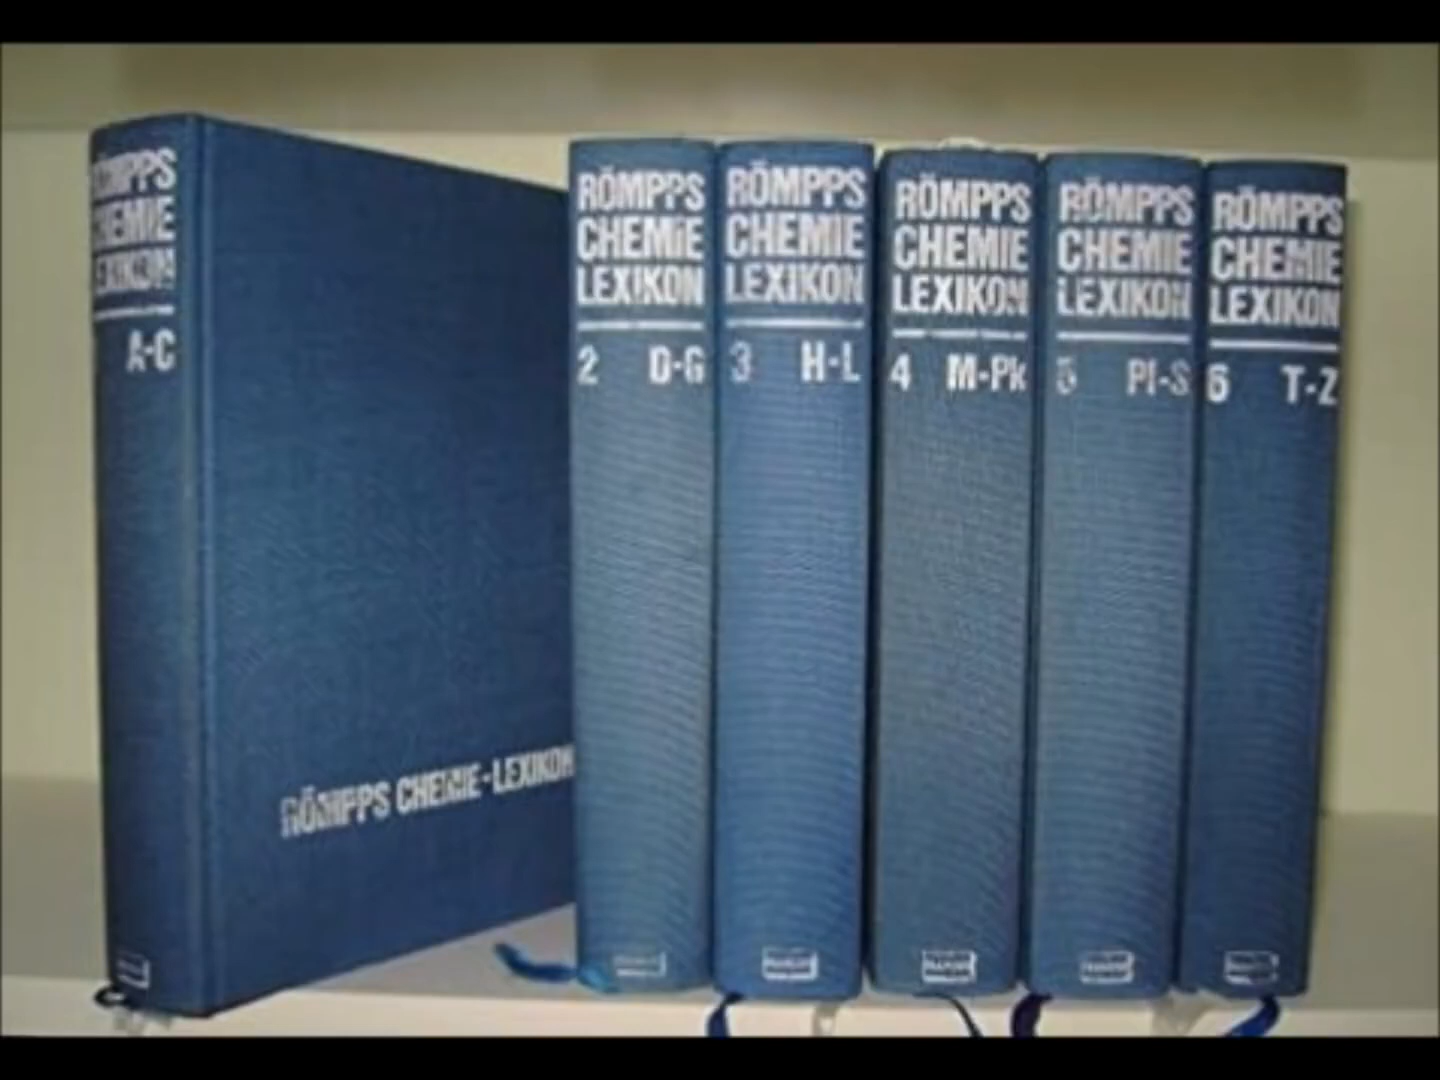 RÖMPPS
CHEMIE
LEXIKON
A-C
RÖMPPS CHEMIE-LEXIKON
RÖMPPS
CHEMIE
LEXIKON
2 D-G
RÖMPPS
CHEMIE
LEXIKON
3 H-L
RÖMPPS
CHEMIE
LEXIKON
4 M-Pk
RÖMPPS
CHEMIE
LEXIKON
5 Pl-S
RÖMPPS
CHEMIE
LEXIKON
6 T-Z